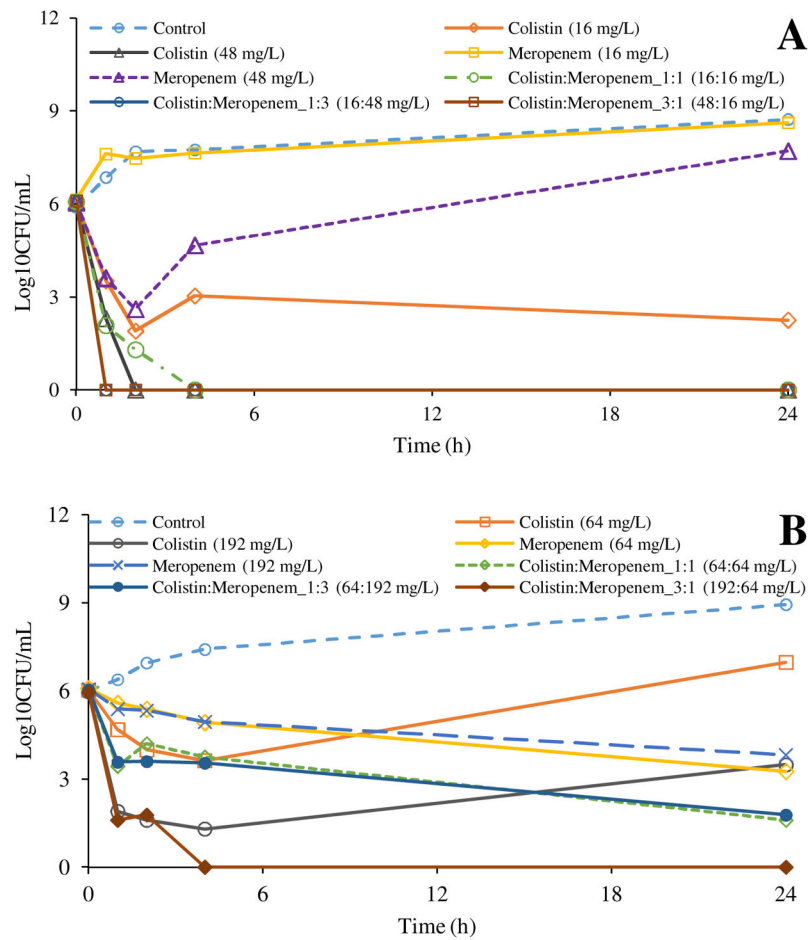 A
Control
Colistin (16 mg/L)
Colistin (48 mg/L)
Meropenem (16 mg/L)
Meropenem (48 mg/L)
Colistin:Meropenem_1:1 (16:16 mg/L)
Colistin:Meropenem_1:3 (16:48 mg/L)
Colistin:Meropenem_3:1 (48:16 mg/L)
12
9
6
3
0
Log10CFU/mL
0
6
12
18
24
Time (h)
B
Control
Colistin (64 mg/L)
Colistin (192 mg/L)
Meropenem (64 mg/L)
Meropenem (192 mg/L)
Colistin:Meropenem_1:1 (64:64 mg/L)
Colistin:Meropenem_1:3 (64:192 mg/L)
Colistin:Meropenem_3:1 (192:64 mg/L)
12
9
6
3
0
Log10CFU/mL
0
6
12
18
24
Time (h)